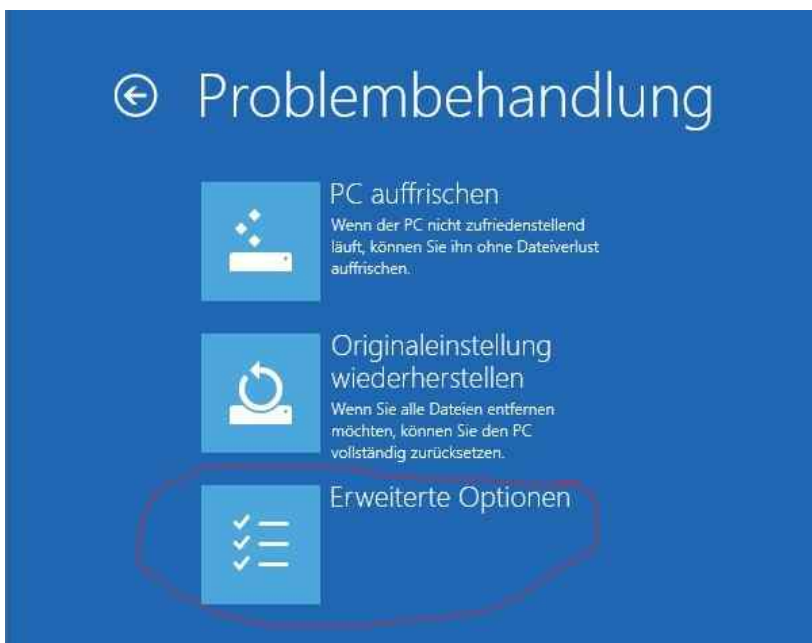 Problembehandlung
PC auffrischen
Wenn der PC nicht zufriedenstellend
läuft, können Sie ihn ohne Dateiverlust
auffrischen.
Originaleinstellung
wiederherstellen
Wenn Sie alle Dateien entfernen
möchten, können Sie den PC
vollständig zurücksetzen.
Erweiterte Optionen